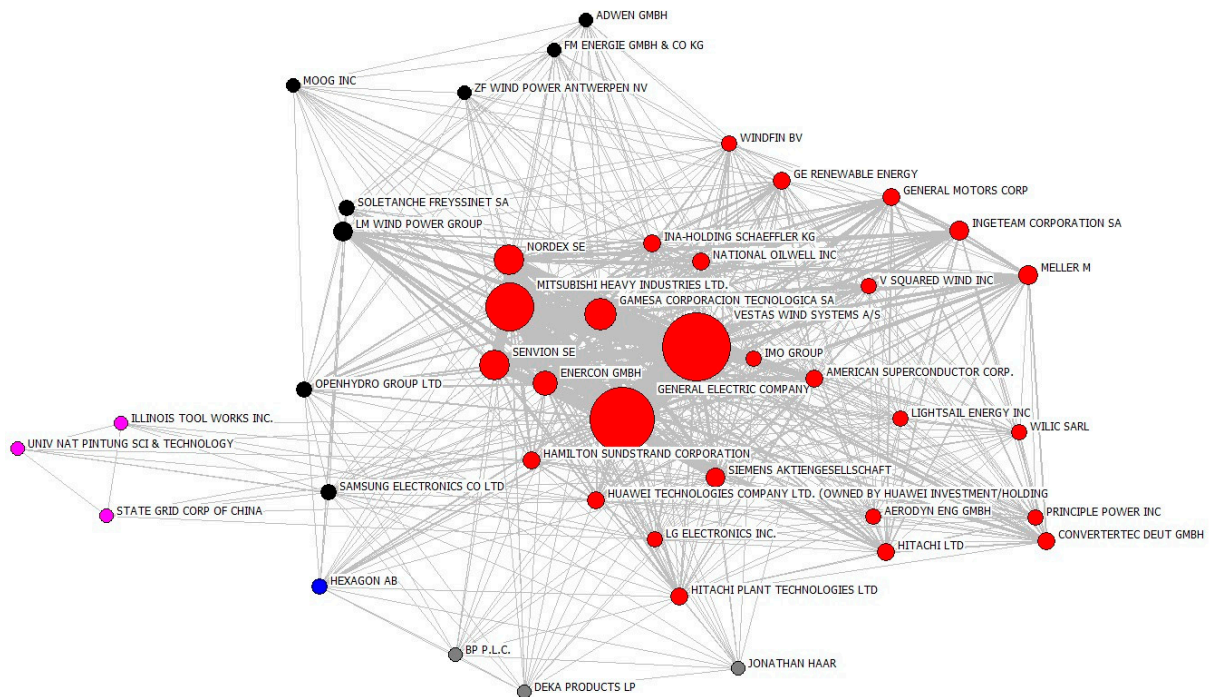 ADWEN GMBH
FM ENERGIE GMBH & CO KG
MOOG INC
ZF WIND POWER ANTWERPEN NV
WINDFIN BV
GE RENEWABLE ENERGY
GENERAL MOTORS CORP
SOLETANCHE FREYSSINET SA
LM WIND POWER GROUP
INGETEAM CORPORATION SA
INA-HOLDING SCHAEFFLER KG
NORDEX SE
NATIONAL OILWELL INC
MELLER M
V SQUARED WIND INC
MITSUBISHI HEAVY INDUSTRIES LTD.
GAMESA CORPORACION TECNOLOGICA SA
VESTAS WIND SYSTEMS A/S
SENVION SE
IMO GROUP
ENERCON GMBH
AMERICAN SUPERCONDUCTOR CORP.
OPENHYDRO GROUP LTD
GENERAL ELECTRIC COMPANY
ILLINOIS TOOL WORKS INC.
LIGHTSAIL ENERGY INC
WILIC SARL
UNIV NAT PINTUNG SCI & TECHNOLOGY
HAMILTON SUNDSTRAND CORPORATION
SIEMENS AKTIENGESELLSCHAFT
SAMSUNG ELECTRONICS CO LTD
HUAWEI TECHNOLOGIES COMPANY LTD. (OWNED BY HUAWEI INVESTMENT/HOLDING
STATE GRID CORP OF CHINA
AERODYN ENG GMBH
PRINCIPLE POWER INC
LG ELECTRONICS INC.
CONVERTERTEC DEUT GMBH
HITACHI LTD
HEXAGON AB
HITACHI PLANT TECHNOLOGIES LTD
BP P.L.C.
JONATHAN HAAR
DEKA PRODUCTS LP